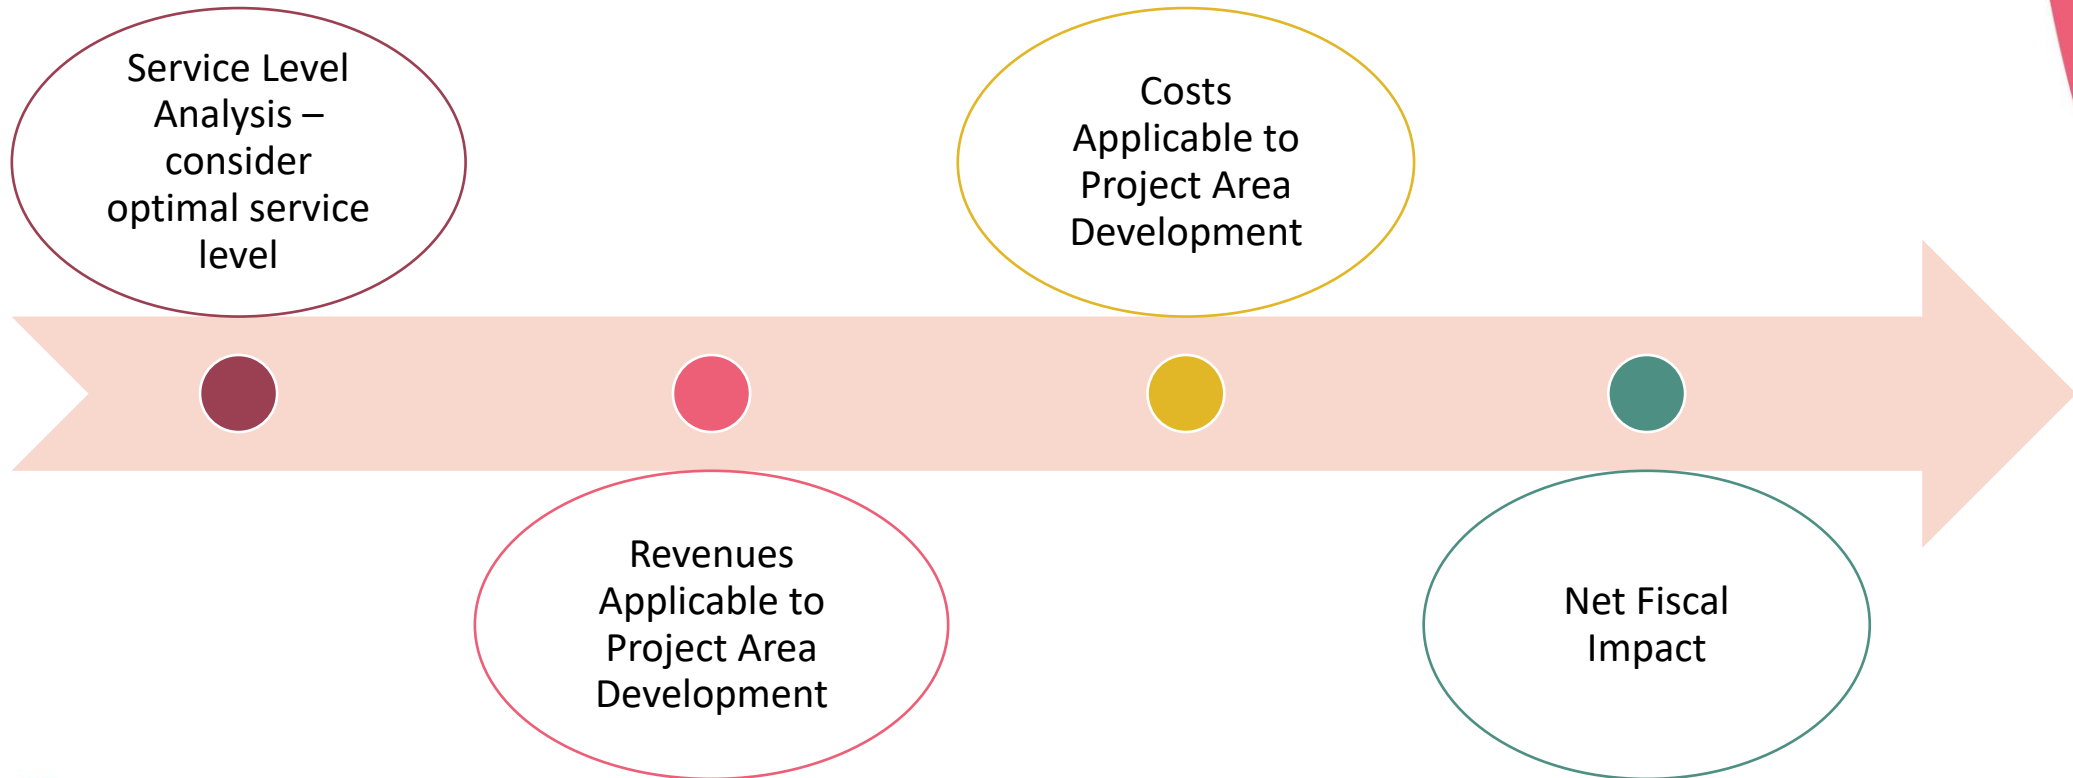 Service Level
Analysis –
consider
optimal service
level
Revenues
Applicable to
Project Area
Development
Costs
Applicable to
Project Area
Development
Net Fiscal
Impact